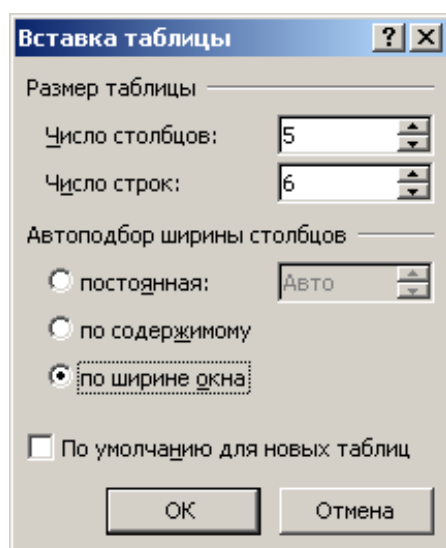 Вставка таблицы ? ×
Размер таблицы
Число столбцов: 5
Число строк: 6
Автоподбор ширины столбцов
постоянная: Авто
по содержимому
по ширине окна
По умолчанию для новых таблиц
ОК Отмена